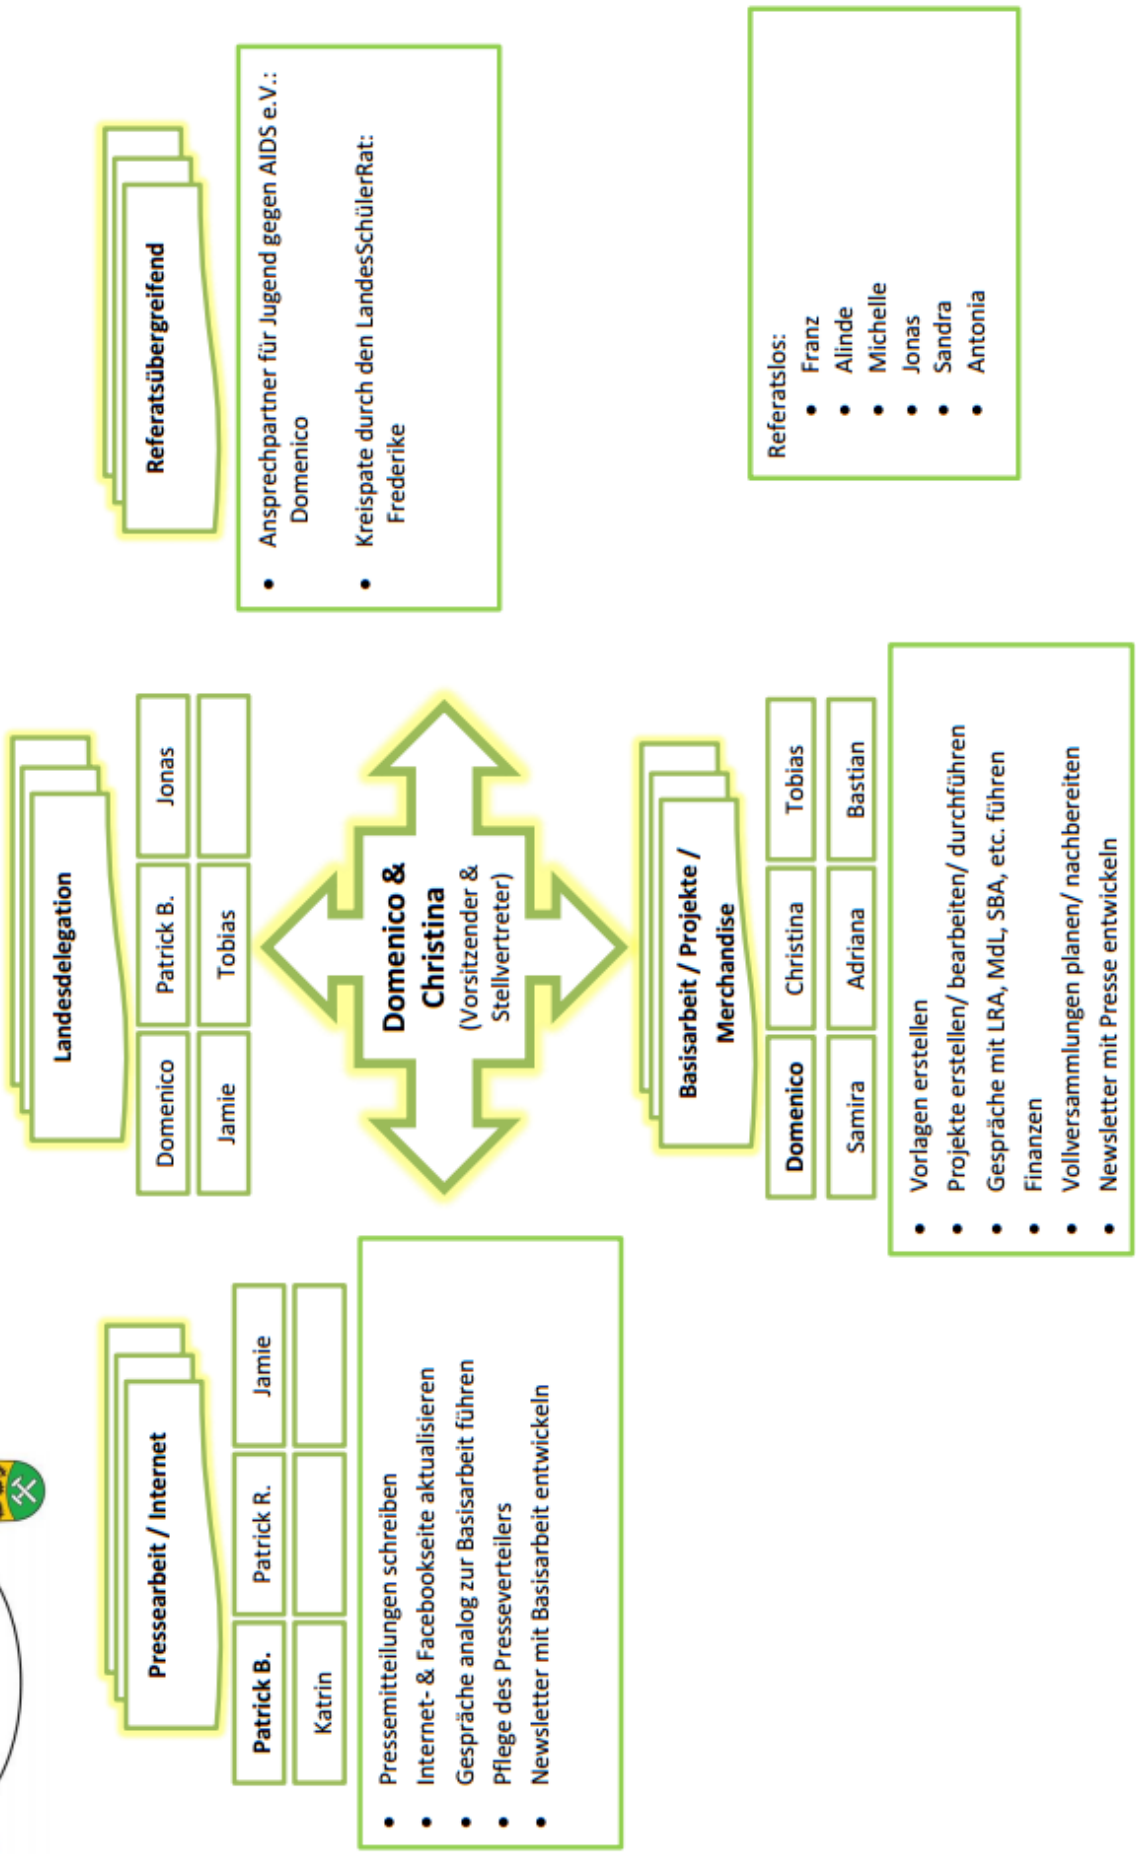 Pressearbeit / Internet
Patrick B.
Patrick R.
Jamie
Katrin
• Pressemitteilungen schreiben
• Internet- & Facebookseite aktualisieren
• Gespräche analog zur Basisarbeit führen
• Pflege des Presseverteilers
• Newsletter mit Basisarbeit entwickeln
Landesdelegation
Domenico
Patrick B.
Jonas
Jamie
Tobias
Domenico &
Christina
(Vorsitzender &
Stellvertreter)
Basisarbeit / Projekte /
Merchandise
Domenico
Christina
Tobias
Samira
Adriana
Bastian
• Vorlagen erstellen
• Projekte erstellen/ bearbeiten/ durchführen
• Gespräche mit LRA, MdL, SBA, etc. führen
• Finanzen
• Vollversammlungen planen/ nachbereiten
• Newsletter mit Presse entwickeln
Referatsübergreifend
• Ansprechpartner für Jugend gegen AIDS e.V.:
Domenico
• Kreispate durch den LandesSchülerRat:
Frederike
Referatslos:
• Franz
• Alinde
• Michelle
• Jonas
• Sandra
• Antonia